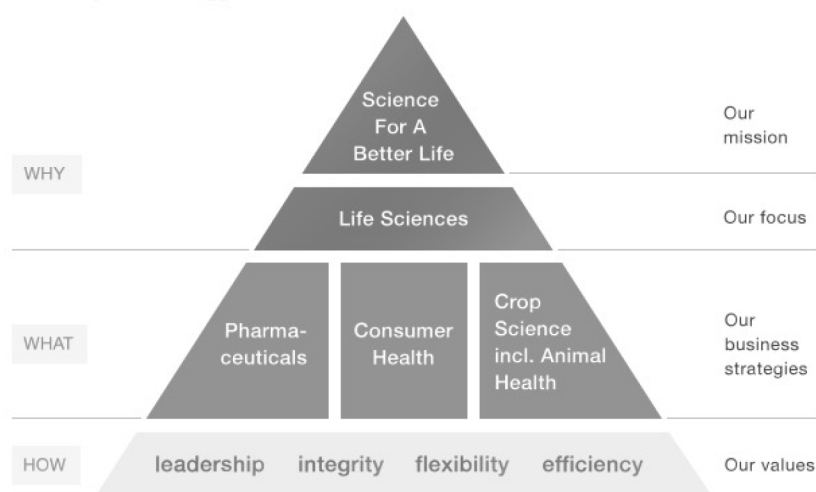 Science
For A
Better Life
Our
mission
WHY
Life Sciences
Our focus
WHAT
Pharma-
ceuticals
Consumer
Health
Crop
Science
incl. Animal
Health
Our
business
strategies
HOW
leadership integrity flexibility efficiency
Our values